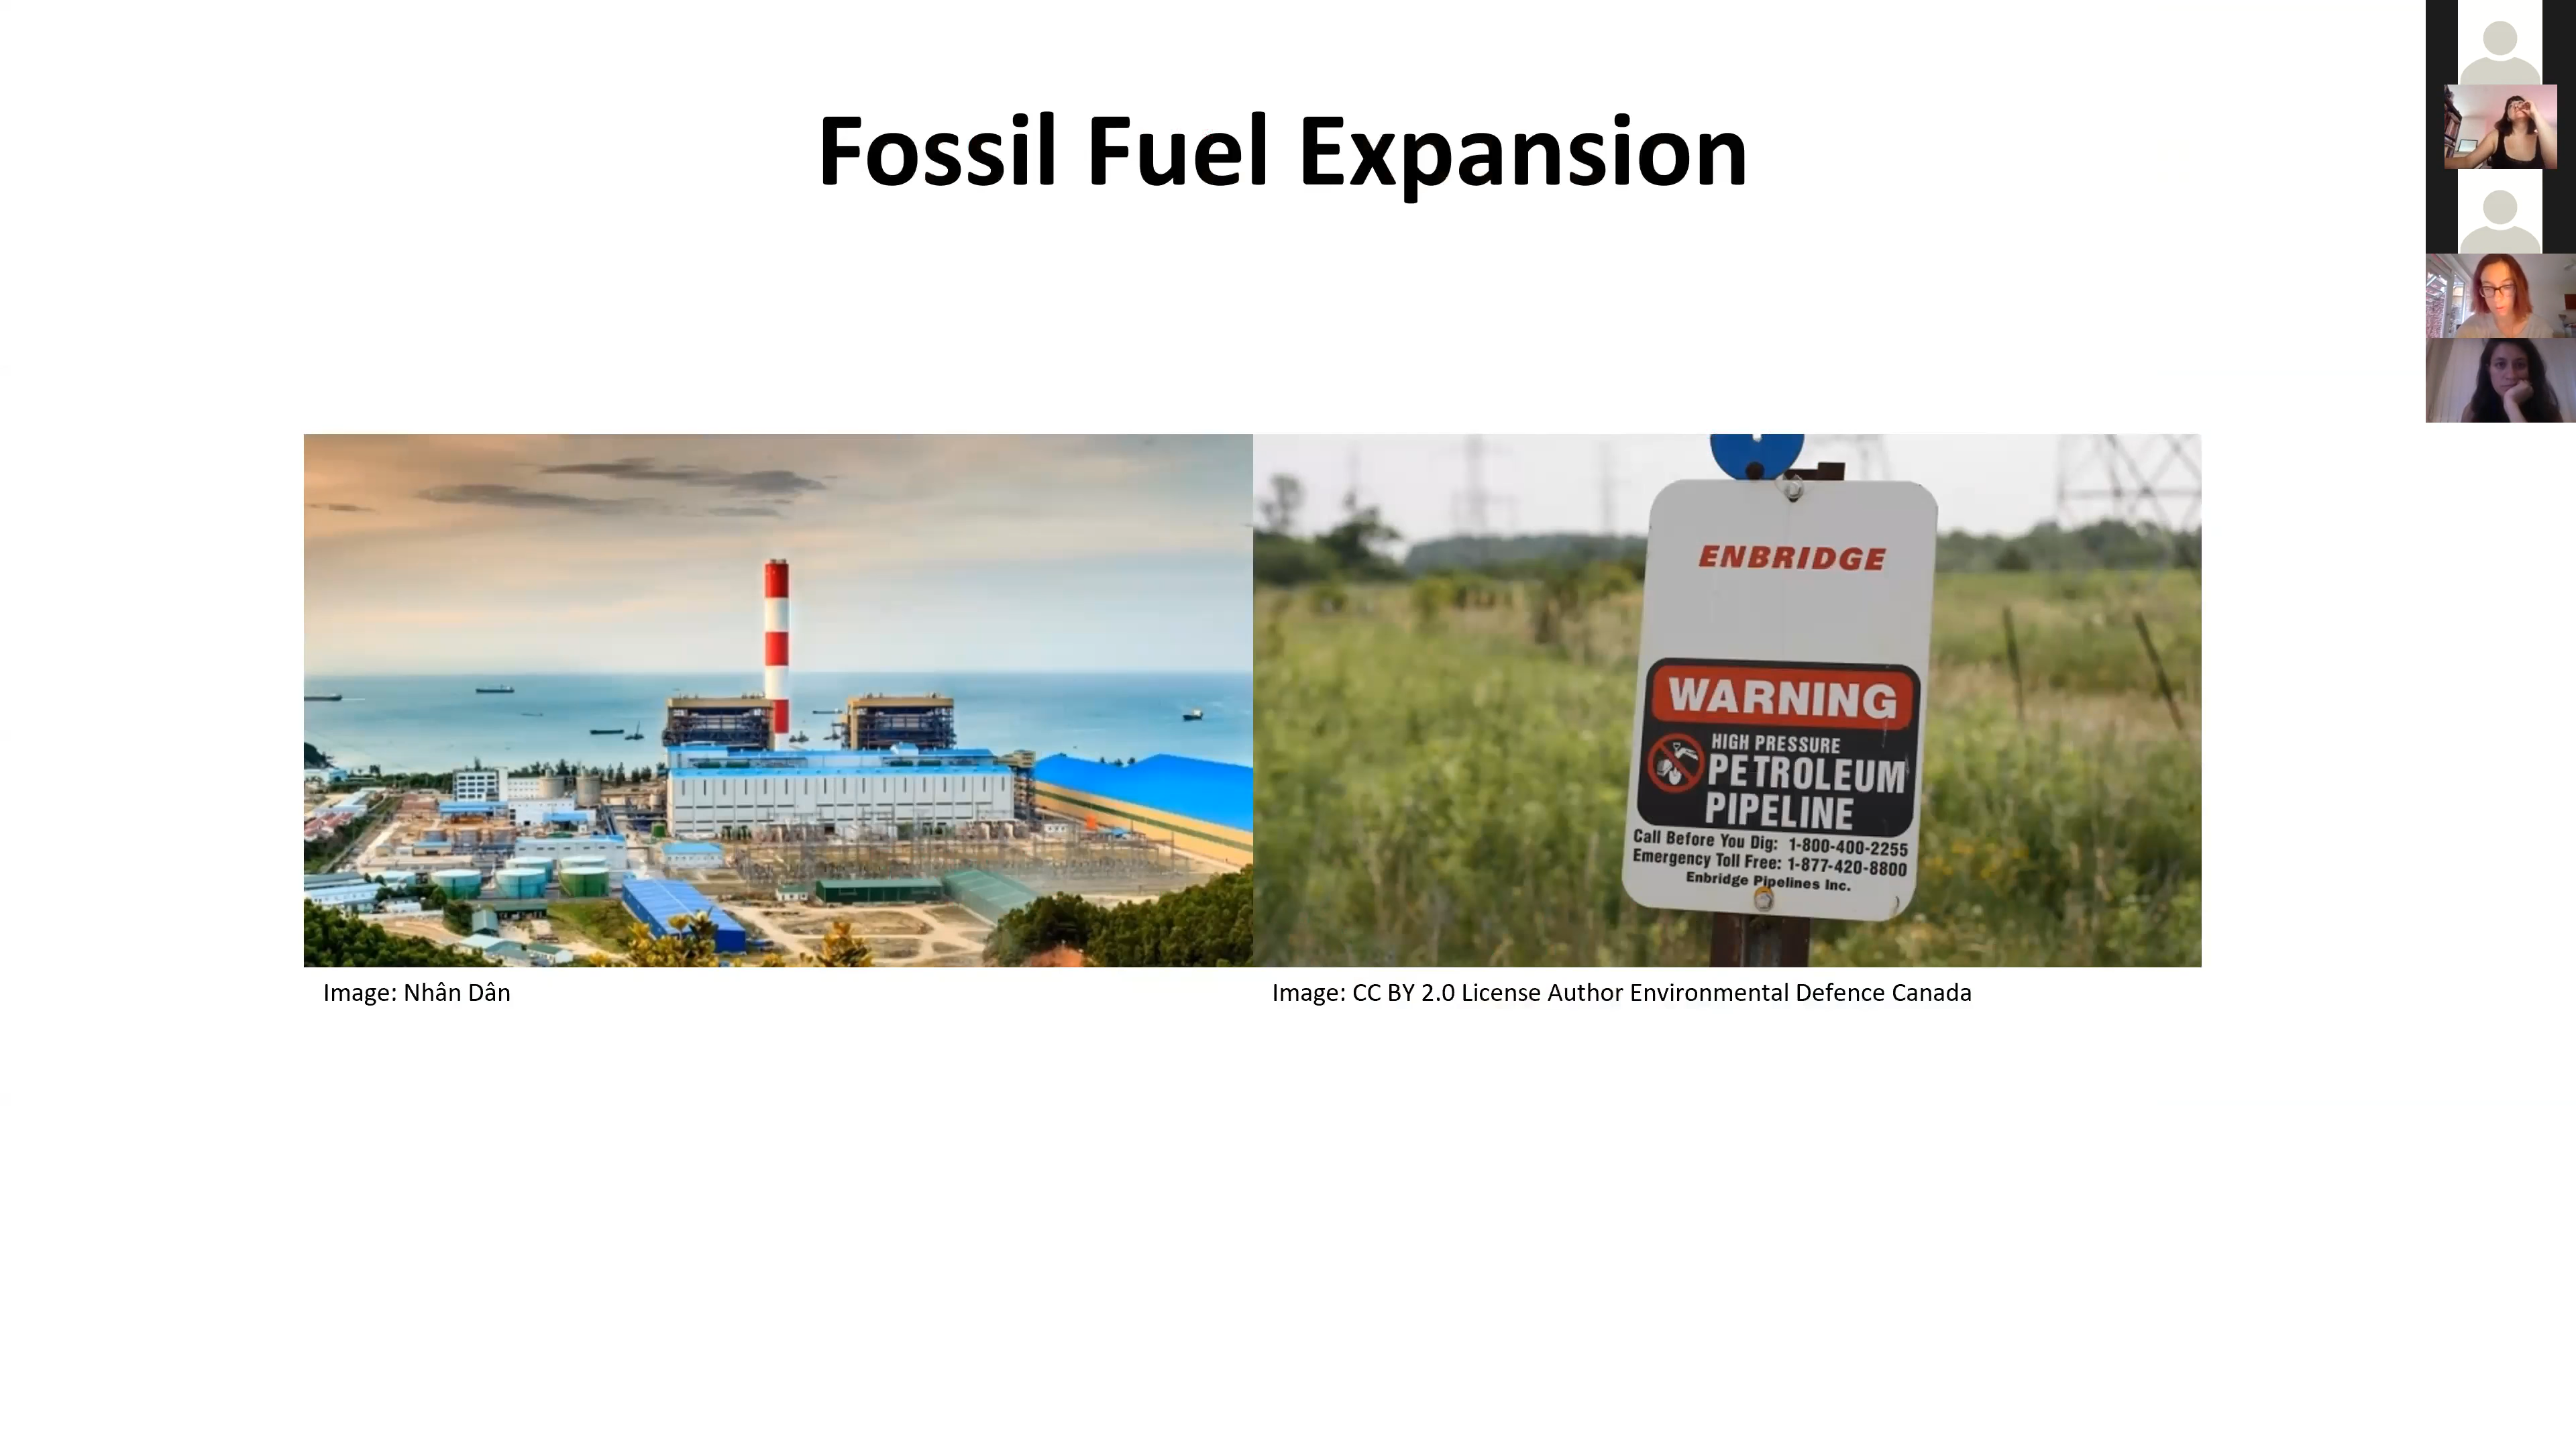 Fossil Fuel Expansion
ENBRIDGE
WARNING
HIGH PRESSURE
PETROLEUM
PIPELINE
Call Before You Dig: 1-800-400-2255
Emergency Toll Free: 1-877-420-8800
Enbridge Pipelines Inc.
Image: Nhân Dân
Image: CC BY 2.0 License Author Environmental Defence Canada